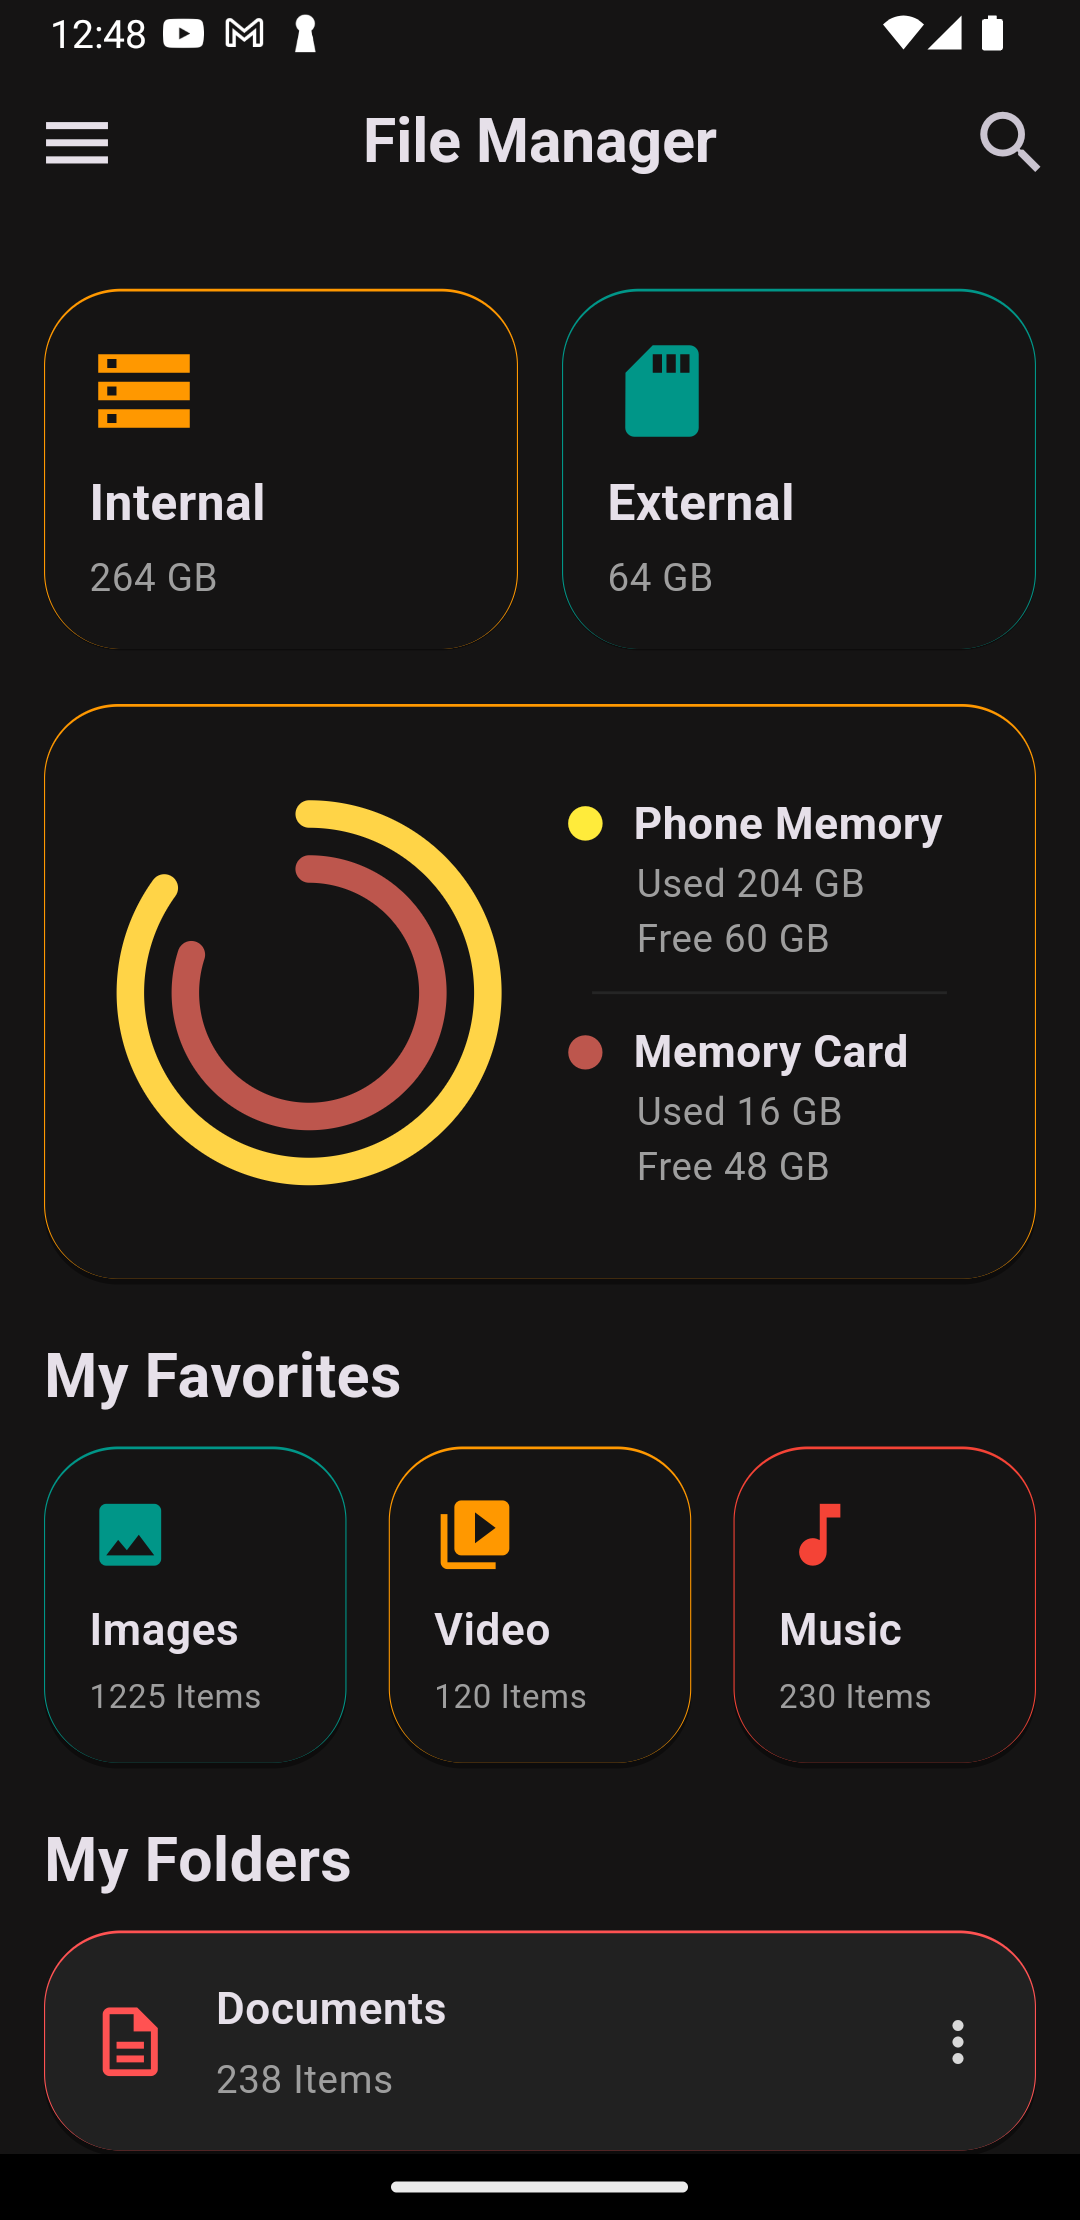 12:48
File Manager
Internal
264 GB
External
64 GB
Phone Memory
Used 204 GB
Free 60 GB
Memory Card
Used 16 GB
Free 48 GB
My Favorites
Images
1225 Items
Video
120 Items
Music
230 Items
My Folders
Documents
238 Items